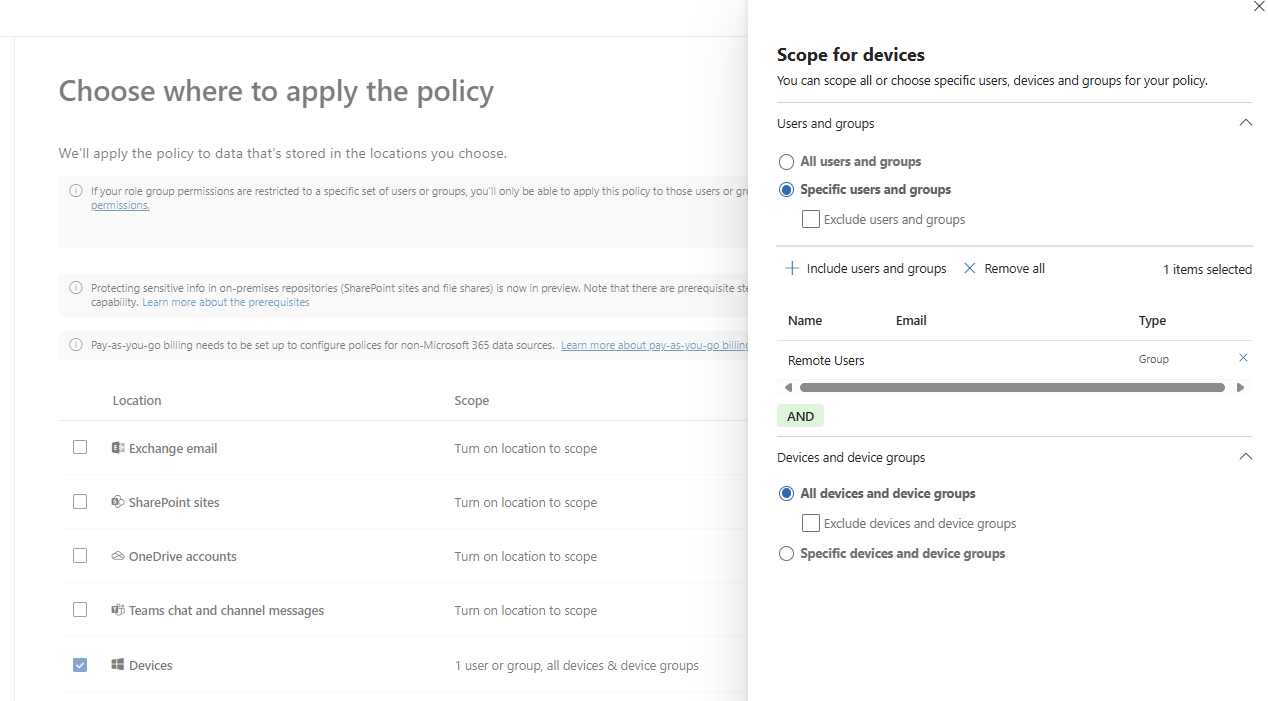 Choose where to apply the policy
We'll apply the policy to data that's stored in the locations you choose.
If your role group permissions are restricted to a specific set of users or groups, you'll only be able to apply this policy to those users or
permissions.
Protecting sensitive info in on-premises repositories (SharePoint sites and file shares) is now in preview. Note that there are prerequisite
capability. Learn more about the prerequisites
Pay-as-you-go billing needs to be set up to configure polices for non-Microsoft 365 data sources. Learn more about pay-as-you-go billing
Location Scope
Exchange email Turn on location to scope
SharePoint sites Turn on location to scope
OneDrive accounts Turn on location to scope
Teams chat and channel messages Turn on location to scope
Devices 1 user or group, all devices & device groups
Scope for devices
You can scope all or choose specific users, devices and groups for your policy.
Users and groups
All users and groups
Specific users and groups
Exclude users and groups
Include users and groups Remove all 1 items selected
Name Email Type
Remote Users Group
AND
Devices and device groups
All devices and device groups
Exclude devices and device groups
Specific devices and device groups